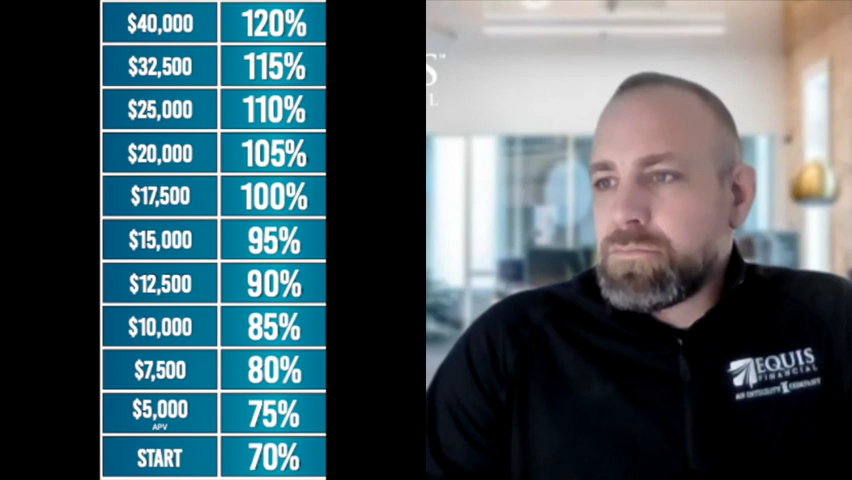 $40,000 120%
$32,500 115%
$25,000 110%
$20,000 105%
$17,500 100%
$15,000 95%
$12,500 90%
$10,000 85%
$7,500 80%
$5,000 75%
APV
START 70%
S
L
EQUIS
FINANCIAL
AN INTEGRITY COMPANY